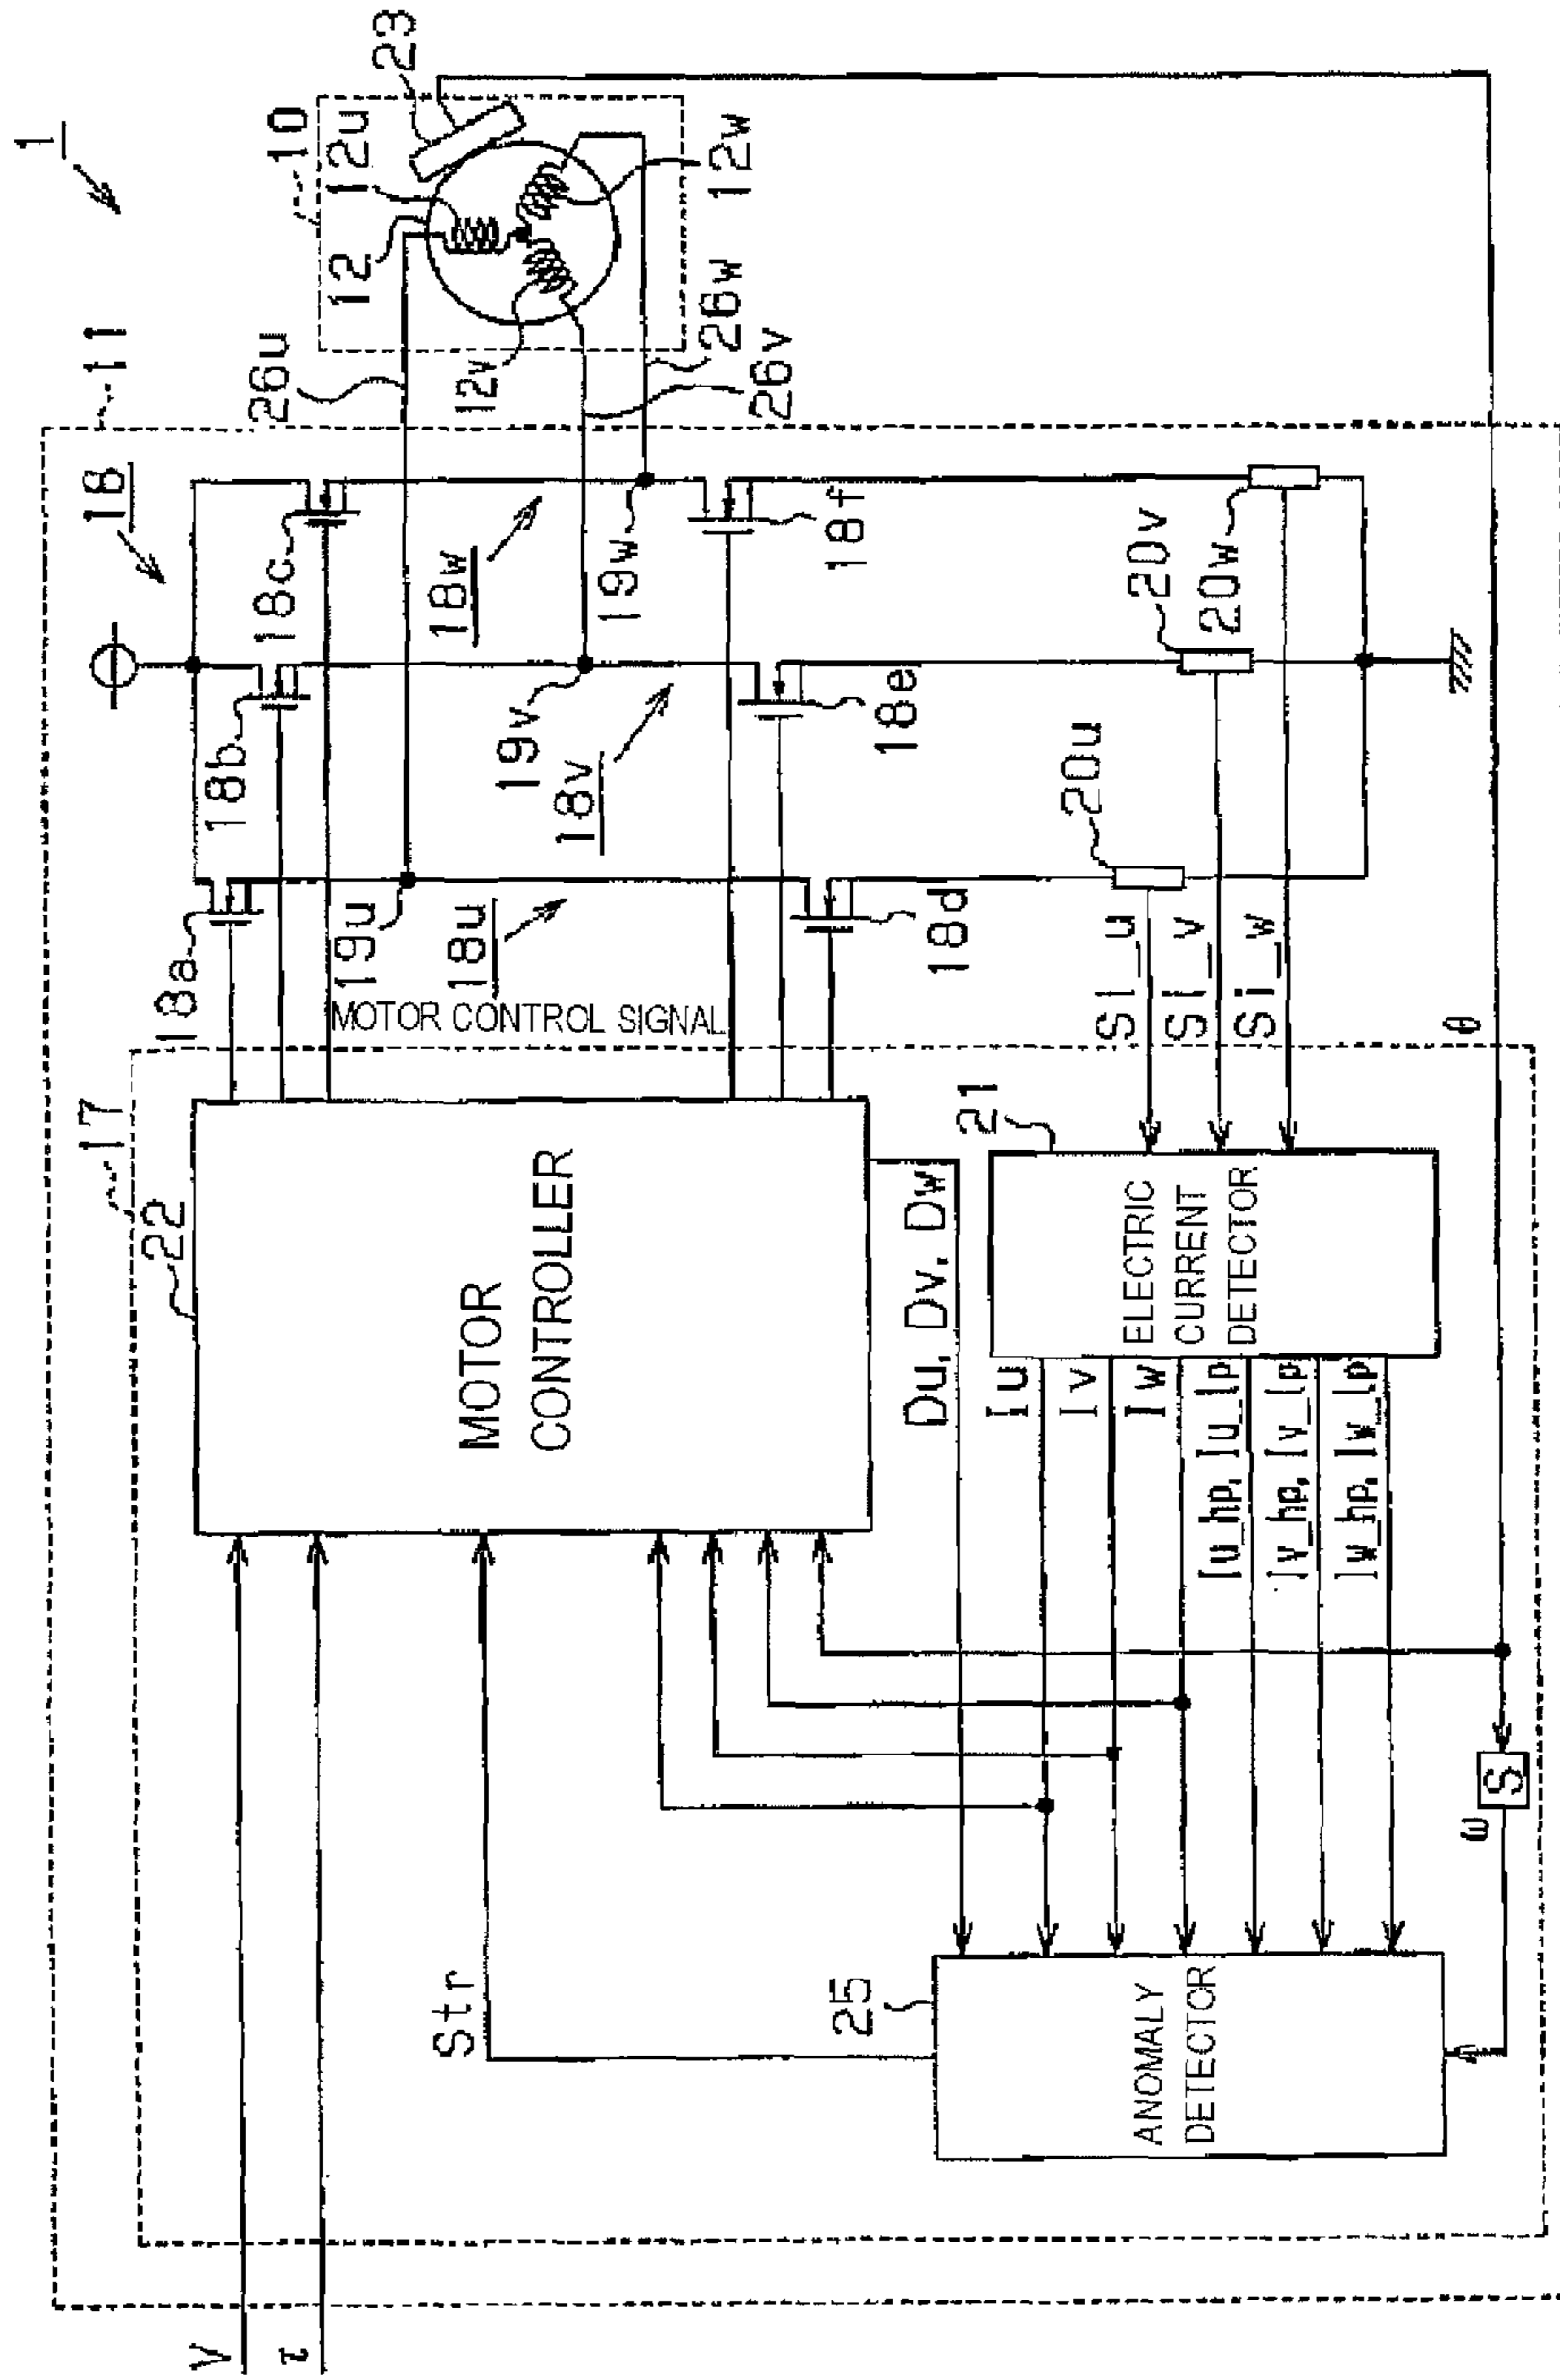 1
11
10
23
12
12u
12v
12w
26u
26w
26v
18
18a
18b
18c
19u
19v
19w
18u
18v
18w
18d
18e
18f
20u
20v
20w
MOTOR CONTROL SIGNAL
17
22
MOTOR
CONTROLLER
V
τ
Str
Du, Dv, Dw
21
ELECTRIC
CURRENT
DETECTOR
Si_u
Si_v
Si_w
θ
Iu
Iv
Iw
Iu_hp, Iu_lp
Iv_hp, Iv_lp
Iw_hp, Iw_lp
25
ANOMALY
DETECTOR
ω
S